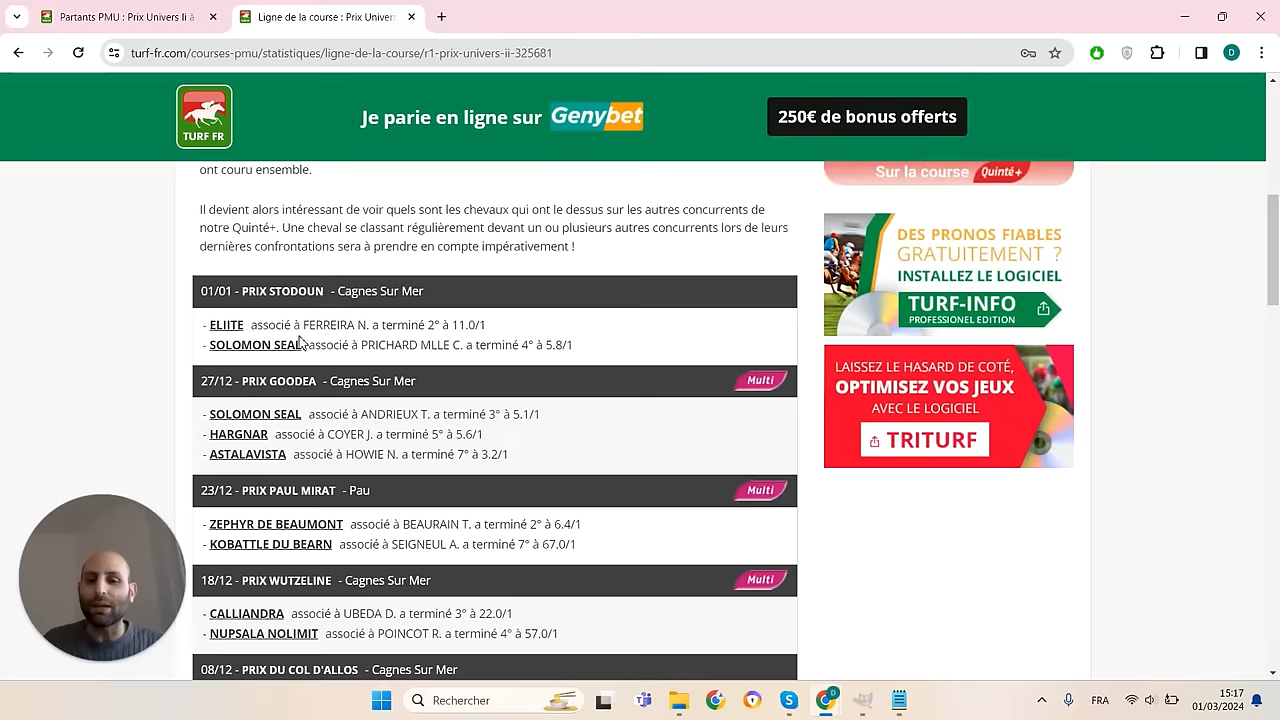 Partants PMU : Prix Univers Ii à
Ligne de la course : Prix Univers
turf-fr.com/courses-pmu/statistiques/ligne-de-la-course/r1-prix-univers-ii-325681
TURF FR
Je parie en ligne sur Genybet
250€ de bonus offerts
ont couru ensemble.
Il devient alors intéressant de voir quels sont les chevaux qui ont le dessus sur les autres concurrents de
notre Quinté+. Une cheval se classant régulièrement devant un ou plusieurs autres concurrents lors de leurs
dernières confrontations sera à prendre en compte impérativement !
01/01 - PRIX STODOUN - Cagnes Sur Mer
- ELIITE associé à FERREIRA N. a terminé 2° à 11.0/1
- SOLOMON SEAL associé à PRICHARD MLLE C. a terminé 4° à 5.8/1
27/12 - PRIX GOODEA - Cagnes Sur Mer
Multi
- SOLOMON SEAL associé à ANDRIEUX T. a terminé 3° à 5.1/1
- HARGNAR associé à COYER J. a terminé 5° à 5.6/1
- ASTALAVISTA associé à HOWIE N. a terminé 7° à 3.2/1
23/12 - PRIX PAUL MIRAT - Pau
Multi
- ZEPHYR DE BEAUMONT associé à BEAURAIN T. a terminé 2° à 6.4/1
- KOBATTLE DU BEARN associé à SEIGNEUL A. a terminé 7° à 67.0/1
18/12 - PRIX WUTZELINE - Cagnes Sur Mer
Multi
- CALLIANDRA associé à UBEDA D. a terminé 3° à 22.0/1
- NUPSALA NOLIMIT associé à POINCOT R. a terminé 4° à 57.0/1
08/12 - PRIX DU COL D'ALLOS - Cagnes Sur Mer
Sur la course Quinté+
DES PRONOS FIABLES
GRATUITEMENT ?
INSTALLEZ LE LOGICIEL
TURF-INFO
PROFESSIONEL EDITION
LAISSEZ LE HASARD DE COTÉ,
OPTIMISEZ VOS JEUX
AVEC LE LOGICIEL
TRITURF
Rechercher
FRA
15:17
01/03/2024